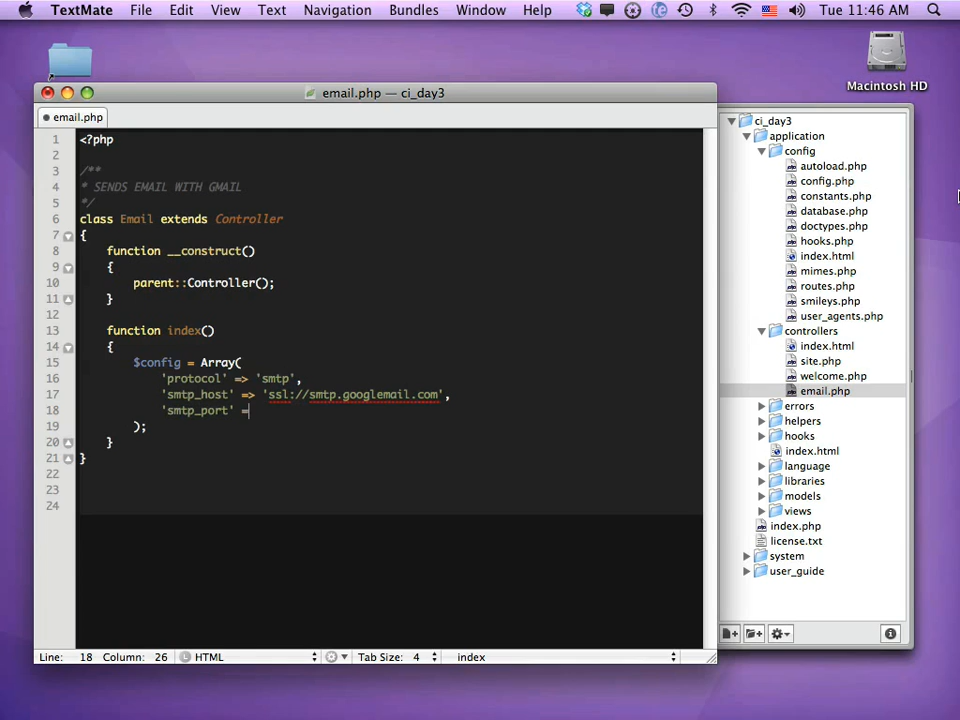 TextMate File Edit View Text Navigation Bundles Window Help Tue 11:46 AM
Macintosh HD
email.php — ci_day3
email.php
1 <?php
2
3 /**
4 * SENDS EMAIL WITH GMAIL
5 */
6 class Email extends Controller
7 {
8 function __construct()
9 {
10 parent::Controller();
11 }
12
13 function index()
14 {
15 $config = Array(
16 'protocol' => 'smtp',
17 'smtp_host' => 'ssl://smtp.googlemail.com',
18 'smtp_port' =
19 );
20 }
21 }
22
23
24
Line: 18 Column: 26 HTML Tab Size: 4 index
ci_day3
application
config
autoload.php
config.php
constants.php
database.php
doctypes.php
hooks.php
index.html
mimes.php
routes.php
smileys.php
user_agents.php
controllers
index.html
site.php
welcome.php
email.php
errors
helpers
hooks
index.html
language
libraries
models
views
index.php
license.txt
system
user_guide